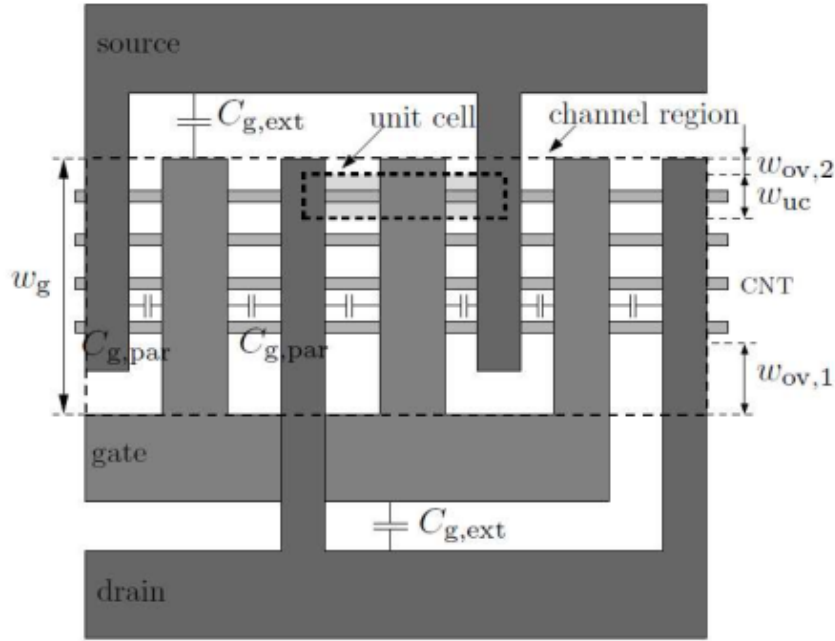 source
C_g,ext
unit cell
channel region
w_ov,2
w_uc
w_g
CNT
C_g,par
C_g,par
w_ov,1
gate
C_g,ext
drain